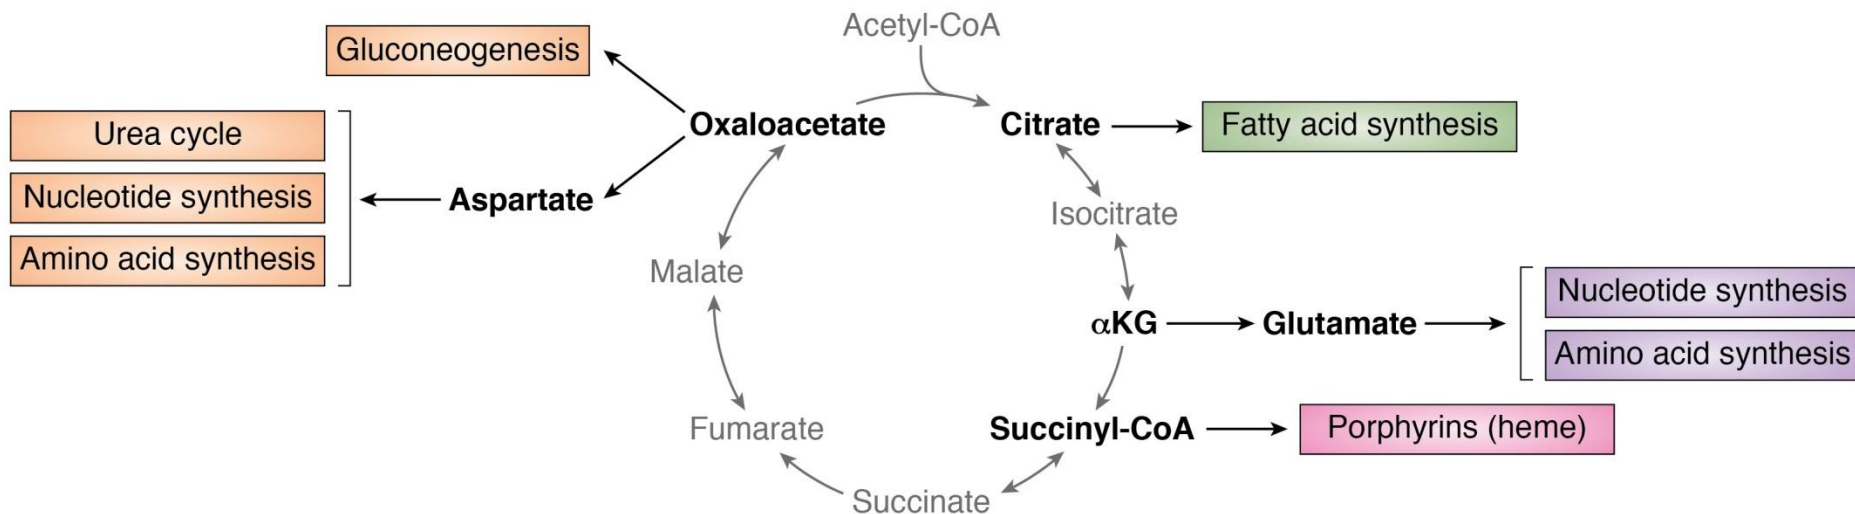 Acetyl-CoA
Gluconeogenesis
Oxaloacetate
Citrate
Fatty acid synthesis
Urea cycle
Nucleotide synthesis
Amino acid synthesis
Aspartate
Isocitrate
Malate
αKG
Glutamate
Nucleotide synthesis
Amino acid synthesis
Fumarate
Succinyl-CoA
Porphyrins (heme)
Succinate